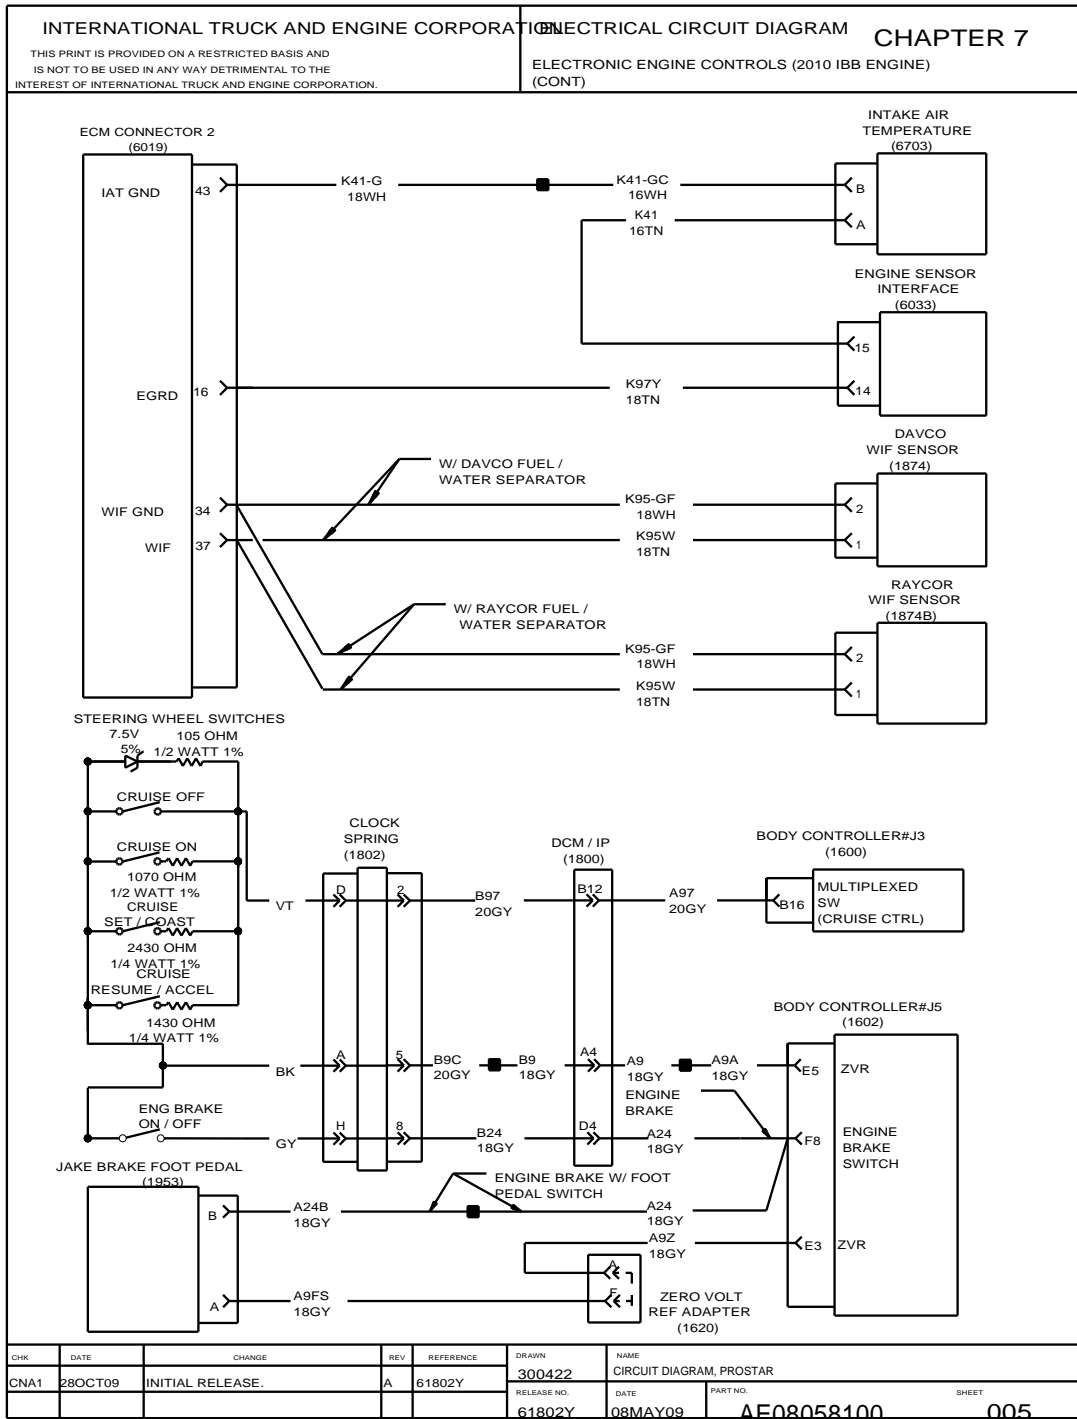 INTERNATIONAL TRUCK AND ENGINE CORPORATION
THIS PRINT IS PROVIDED ON A RESTRICTED BASIS AND
IS NOT TO BE USED IN ANY WAY DETRIMENTAL TO THE
INTEREST OF INTERNATIONAL TRUCK AND ENGINE CORPORATION.
ELECTRICAL CIRCUIT DIAGRAM
CHAPTER 7
ELECTRONIC ENGINE CONTROLS (2010 IBB ENGINE)
(CONT)
ECM CONNECTOR 2
(6019)
INTAKE AIR
TEMPERATURE
(6703)
IAT GND
43
K41-G
18WH
K41-GC
16WH
B
K41
16TN
A
ENGINE SENSOR
INTERFACE
(6033)
15
EGRD
16
K97Y
18TN
14
DAVCO
WIF SENSOR
(1874)
W/ DAVCO FUEL /
WATER SEPARATOR
WIF GND
34
K95-GF
18WH
2
WIF
37
K95W
18TN
1
RAYCOR
WIF SENSOR
(1874B)
W/ RAYCOR FUEL /
WATER SEPARATOR
K95-GF
18WH
2
K95W
18TN
1
STEERING WHEEL SWITCHES
7.5V
5%
105 OHM
1/2 WATT 1%
CRUISE OFF
CRUISE ON
1070 OHM
1/2 WATT 1%
CRUISE
SET / COAST
2430 OHM
1/4 WATT 1%
CRUISE
RESUME / ACCEL
1430 OHM
1/4 WATT 1%
CLOCK
SPRING
(1802)
DCM / IP
(1800)
BODY CONTROLLER#J3
(1600)
VT
D
2
B97
20GY
B12
A97
20GY
B16
MULTIPLEXED
SW
(CRUISE CTRL)
BODY CONTROLLER#J5
(1602)
BK
A
5
B9C
20GY
B9
18GY
A4
A9
18GY
A9A
18GY
E5
ZVR
ENGINE
BRAKE
ENG BRAKE
ON / OFF
GY
H
8
B24
18GY
D4
A24
18GY
F8
ENGINE
BRAKE
SWITCH
JAKE BRAKE FOOT PEDAL
(1953)
ENGINE BRAKE W/ FOOT
PEDAL SWITCH
B
A24B
18GY
A24
18GY
A9Z
18GY
E3
ZVR
A
A
A9FS
18GY
F
ZERO VOLT
REF ADAPTER
(1620)
CHK
DATE
CHANGE
REV
REFERENCE
DRAWN
NAME
CNA1
28OCT09
INITIAL RELEASE.
A
61802Y
300422
CIRCUIT DIAGRAM, PROSTAR
RELEASE NO.
DATE
PART NO.
SHEET
61802Y
08MAY09
AE08058100
005